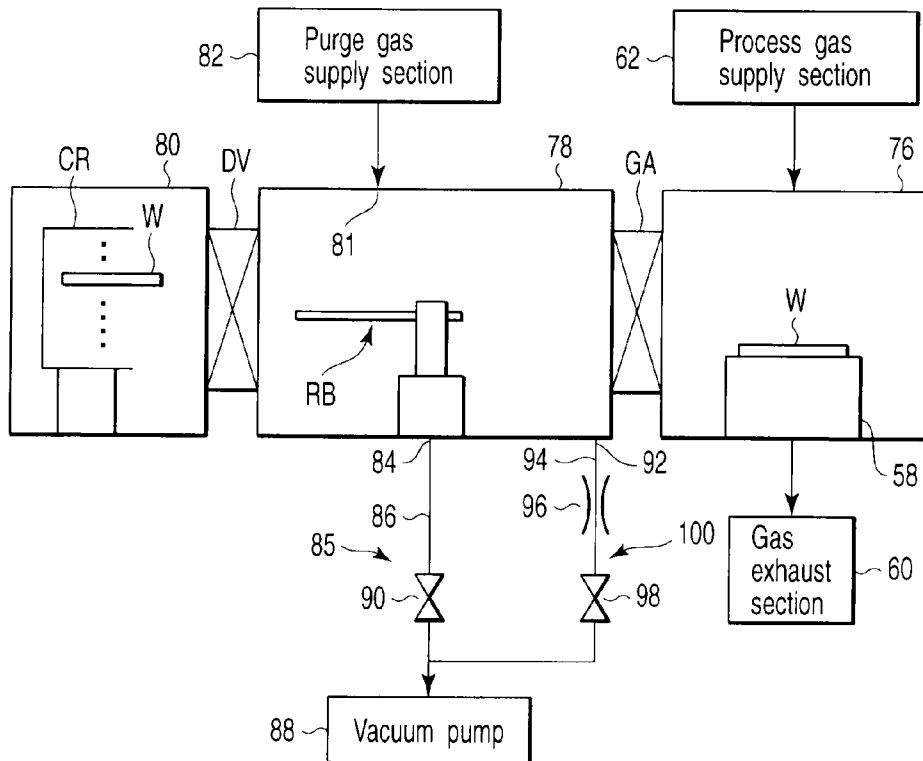 82
Purge gas
supply section
62
Process gas
supply section
CR
80
DV
78
GA
76
W
81
W
RB
84
94
92
58
86
96
85
100
90
98
Gas
exhaust
section
60
88
Vacuum pump